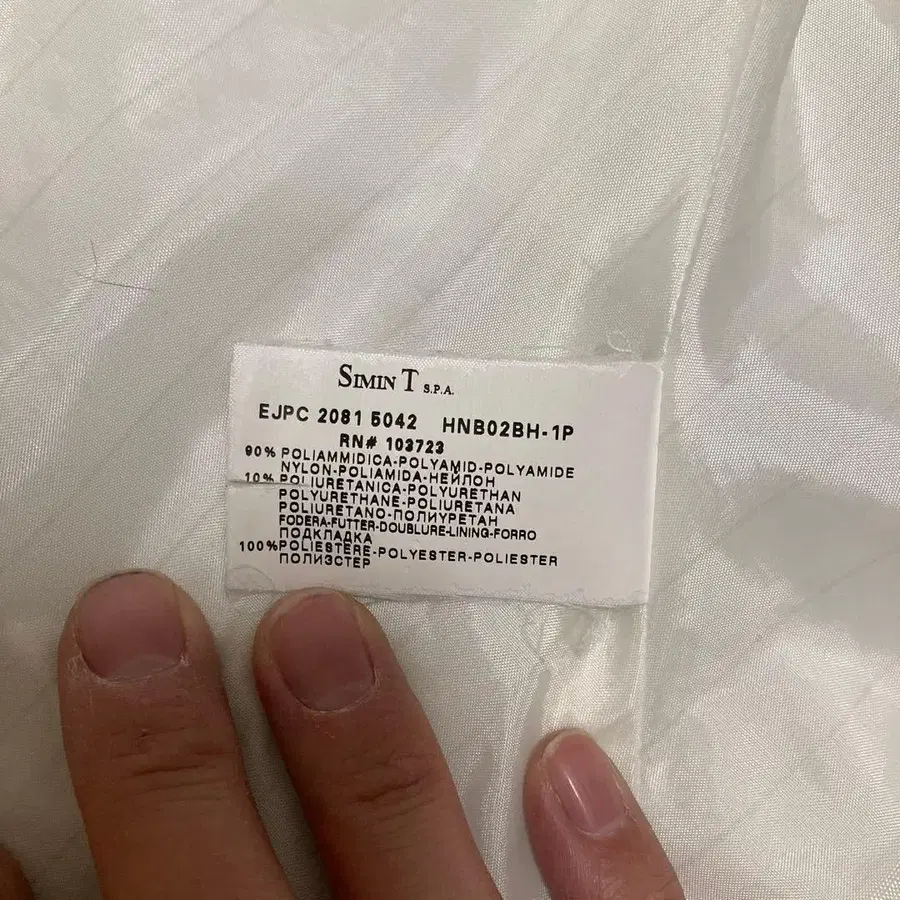 SIMIN T S.P.A.
EJPC 2081 5042 HNB02BH-1P
RN# 103723
90% POLIAMMIDICA-POLYAMID-POLYAMIDE
NYLON-POLIAMIDA-НЕЙЛОН
10% POLIURETANICA-POLYURETHAN
POLYURETHANE-POLIURETANA
POLIURETANO-ПОЛИУРЕТАН
FODERA-FUTTER-DOUBLURE-LINING-FORRO
ПОДКЛАДКА
100% POLIESTERE-POLYESTER-POLIESTER
ПОЛИЗСТЕР